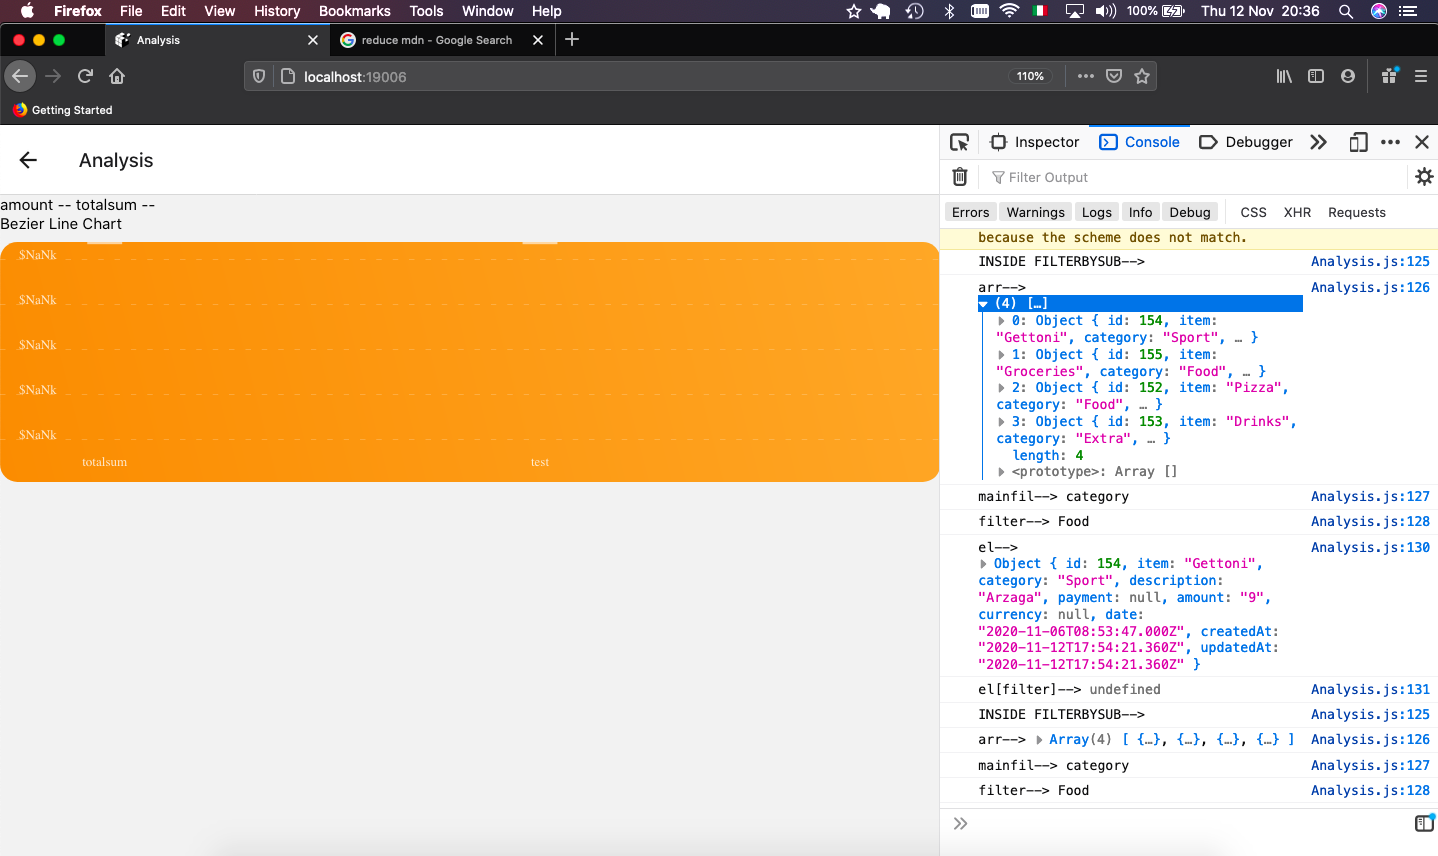 Firefox File Edit View History Bookmarks Tools Window Help 100% Thu 12 Nov 20:36
Analysis reduce mdn - Google Search
localhost:19006 110%
Getting Started
Analysis
amount -- totalsum --
Bezier Line Chart
$NaNk
$NaNk
$NaNk
$NaNk
$NaNk
totalsum test
Inspector Console Debugger
Filter Output
Errors Warnings Logs Info Debug CSS XHR Requests
because the scheme does not match.
INSIDE FILTERBYSUB--> Analysis.js:125
arr--> Analysis.js:126
(4) […]
0: Object { id: 154, item:
"Gettoni", category: "Sport", … }
1: Object { id: 155, item:
"Groceries", category: "Food", … }
2: Object { id: 152, item: "Pizza",
category: "Food", … }
3: Object { id: 153, item: "Drinks",
category: "Extra", … }
length: 4
<prototype>: Array []
mainfil--> category Analysis.js:127
filter--> Food Analysis.js:128
el--> Analysis.js:130
Object { id: 154, item: "Gettoni",
category: "Sport", description:
"Arzaga", payment: null, amount: "9",
currency: null, date:
"2020-11-06T08:53:47.000Z", createdAt:
"2020-11-12T17:54:21.360Z", updatedAt:
"2020-11-12T17:54:21.360Z" }
el[filter]--> undefined Analysis.js:131
INSIDE FILTERBYSUB--> Analysis.js:125
arr--> Array(4) [ {…}, {…}, {…}, {…} ] Analysis.js:126
mainfil--> category Analysis.js:127
filter--> Food Analysis.js:128